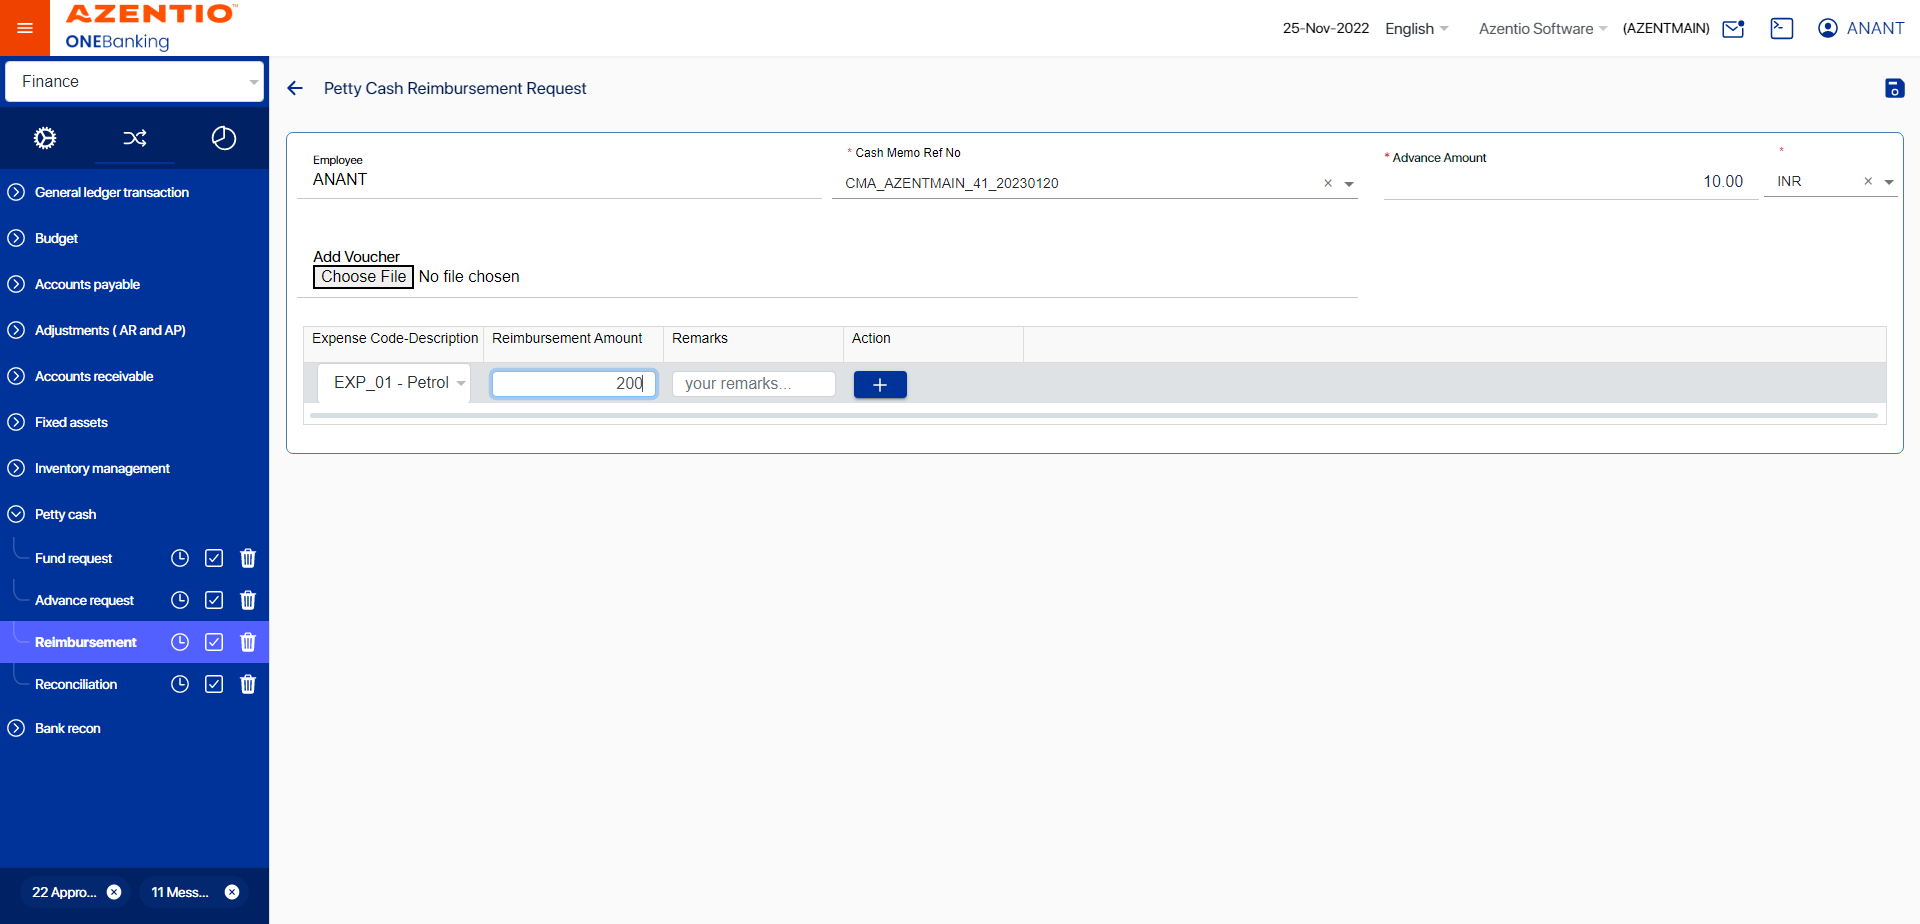 AZENTIO™
ONEBanking
25-Nov-2022 English Azentio Software (AZENTMAIN) ANANT
Finance
General ledger transaction
Budget
Accounts payable
Adjustments ( AR and AP)
Accounts receivable
Fixed assets
Inventory management
Petty cash
Fund request
Advance request
Reimbursement
Reconciliation
Bank recon
22 Appro...
11 Mess...
Petty Cash Reimbursement Request
Employee
ANANT
* Cash Memo Ref No
CMA_AZENTMAIN_41_20230120 ×
* Advance Amount
10.00
*
INR ×
Add Voucher
Choose File No file chosen
Expense Code-Description Reimbursement Amount Remarks Action
EXP_01 - Petrol 200 your remarks... +